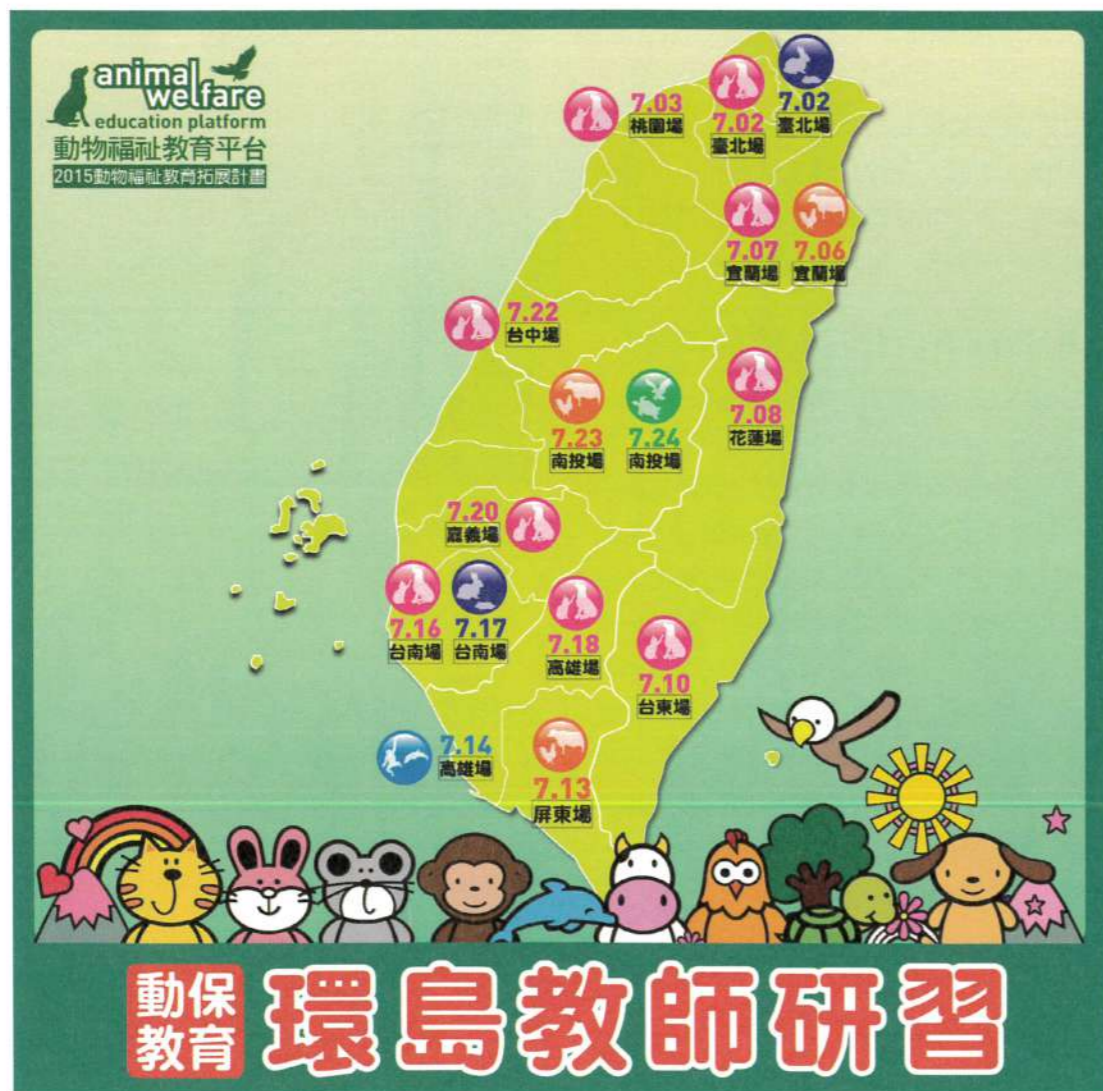 animal
welfare
education platform
動物福祉教育平台
2015動物福祉教育拓展計畫
7.03
桃園場
7.02
臺北場
7.02
臺北場
7.07
宜蘭場
7.06
宜蘭場
7.22
台中場
7.08
花蓮場
7.23
南投場
7.24
南投場
7.20
嘉義場
7.16
台南場
7.17
台南場
7.18
高雄場
7.10
台東場
7.14
高雄場
7.13
屏東場
動保
教育
環島教師研習